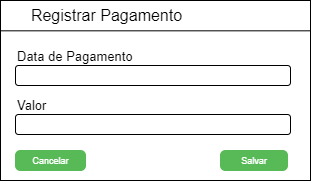 Registrar Pagamento
Data de Pagamento
Valor
Cancelar
Salvar